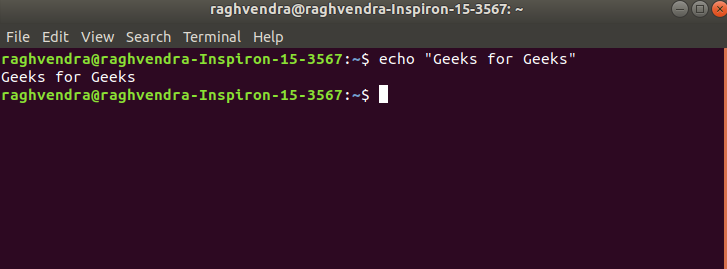 raghvendra@raghvendra-Inspiron-15-3567: ~
File Edit View Search Terminal Help
raghvendra@raghvendra-Inspiron-15-3567:~$ echo "Geeks for Geeks"
Geeks for Geeks
raghvendra@raghvendra-Inspiron-15-3567:~$